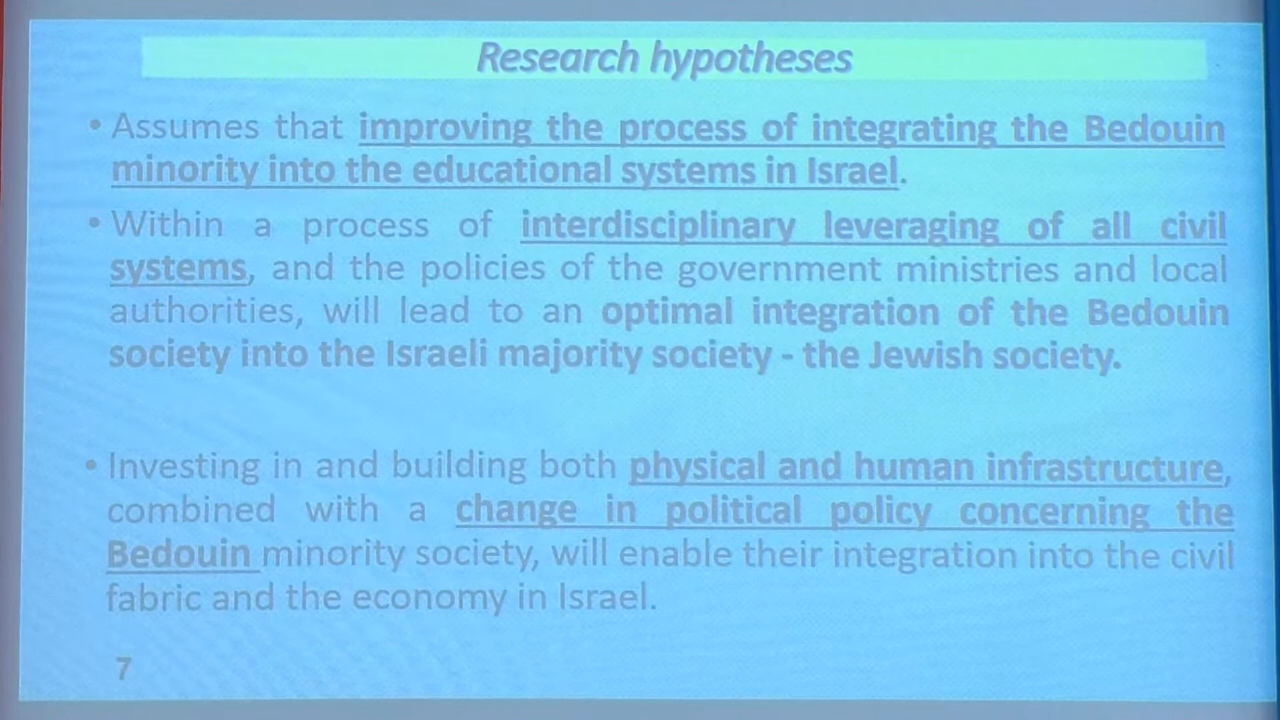 Research hypotheses
• Assumes that improving the process of integrating the Bedouin
minority into the educational systems in Israel.
• Within a process of interdisciplinary leveraging of all civil
systems, and the policies of the government ministries and local
authorities, will lead to an optimal integration of the Bedouin
society into the Israeli majority society - the Jewish society.
• Investing in and building both physical and human infrastructure,
combined with a change in political policy concerning the
Bedouin minority society, will enable their integration into the civil
fabric and the economy in Israel.
7